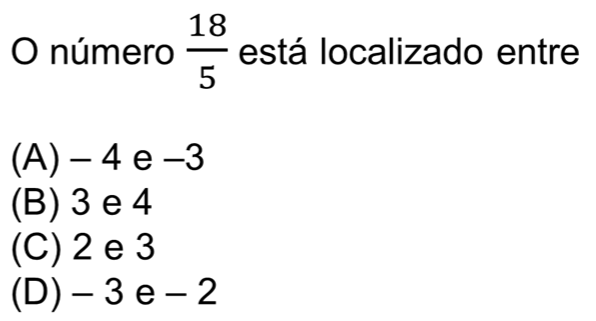 O número 18/5 está localizado entre
(A) – 4 e –3
(B) 3 e 4
(C) 2 e 3
(D) – 3 e – 2